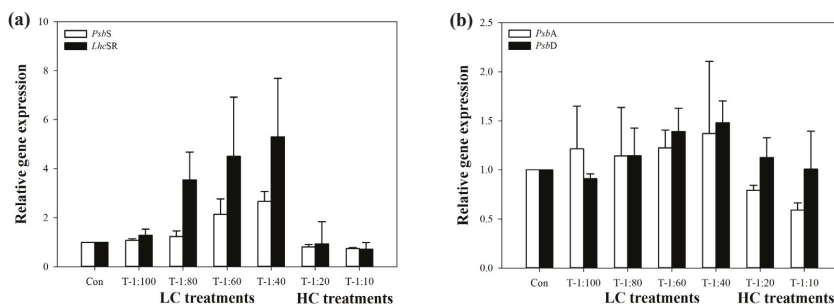 (a)
PsbS
LhcSR
Relative gene expression
10
8
6
4
2
0
Con T-1:100 T-1:80 T-1:60 T-1:40 T-1:20 T-1:10
LC treatments HC treatments
(b)
PsbA
PsbD
Relative gene expression
2.5
2.0
1.5
1.0
0.5
0.0
Con T-1:100 T-1:80 T-1:60 T-1:40 T-1:20 T-1:10
LC treatments HC treatments